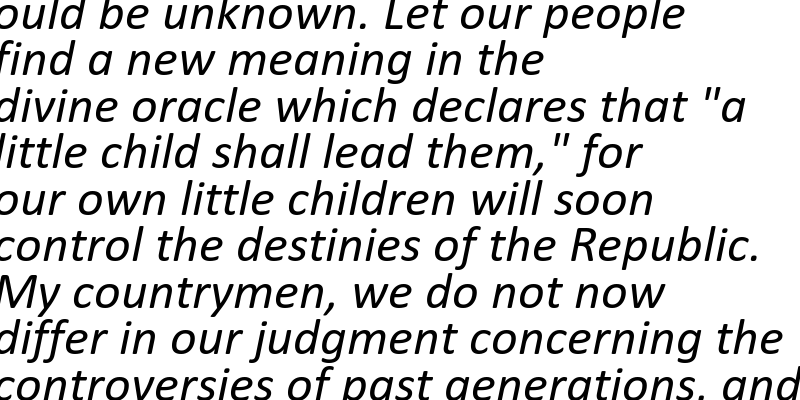 ould be unknown. Let our people
find a new meaning in the
divine oracle which declares that "a
little child shall lead them," for
our own little children will soon
control the destinies of the Republic.
My countrymen, we do not now
differ in our judgment concerning the
controversies of past generations, and